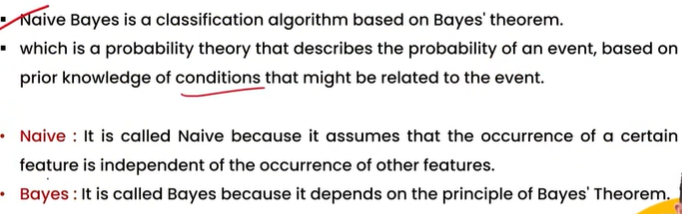 ▪ Naive Bayes is a classification algorithm based on Bayes' theorem.
▪ which is a probability theory that describes the probability of an event, based on
prior knowledge of conditions that might be related to the event.
• Naive : It is called Naive because it assumes that the occurrence of a certain
feature is independent of the occurrence of other features.
• Bayes : It is called Bayes because it depends on the principle of Bayes' Theorem.